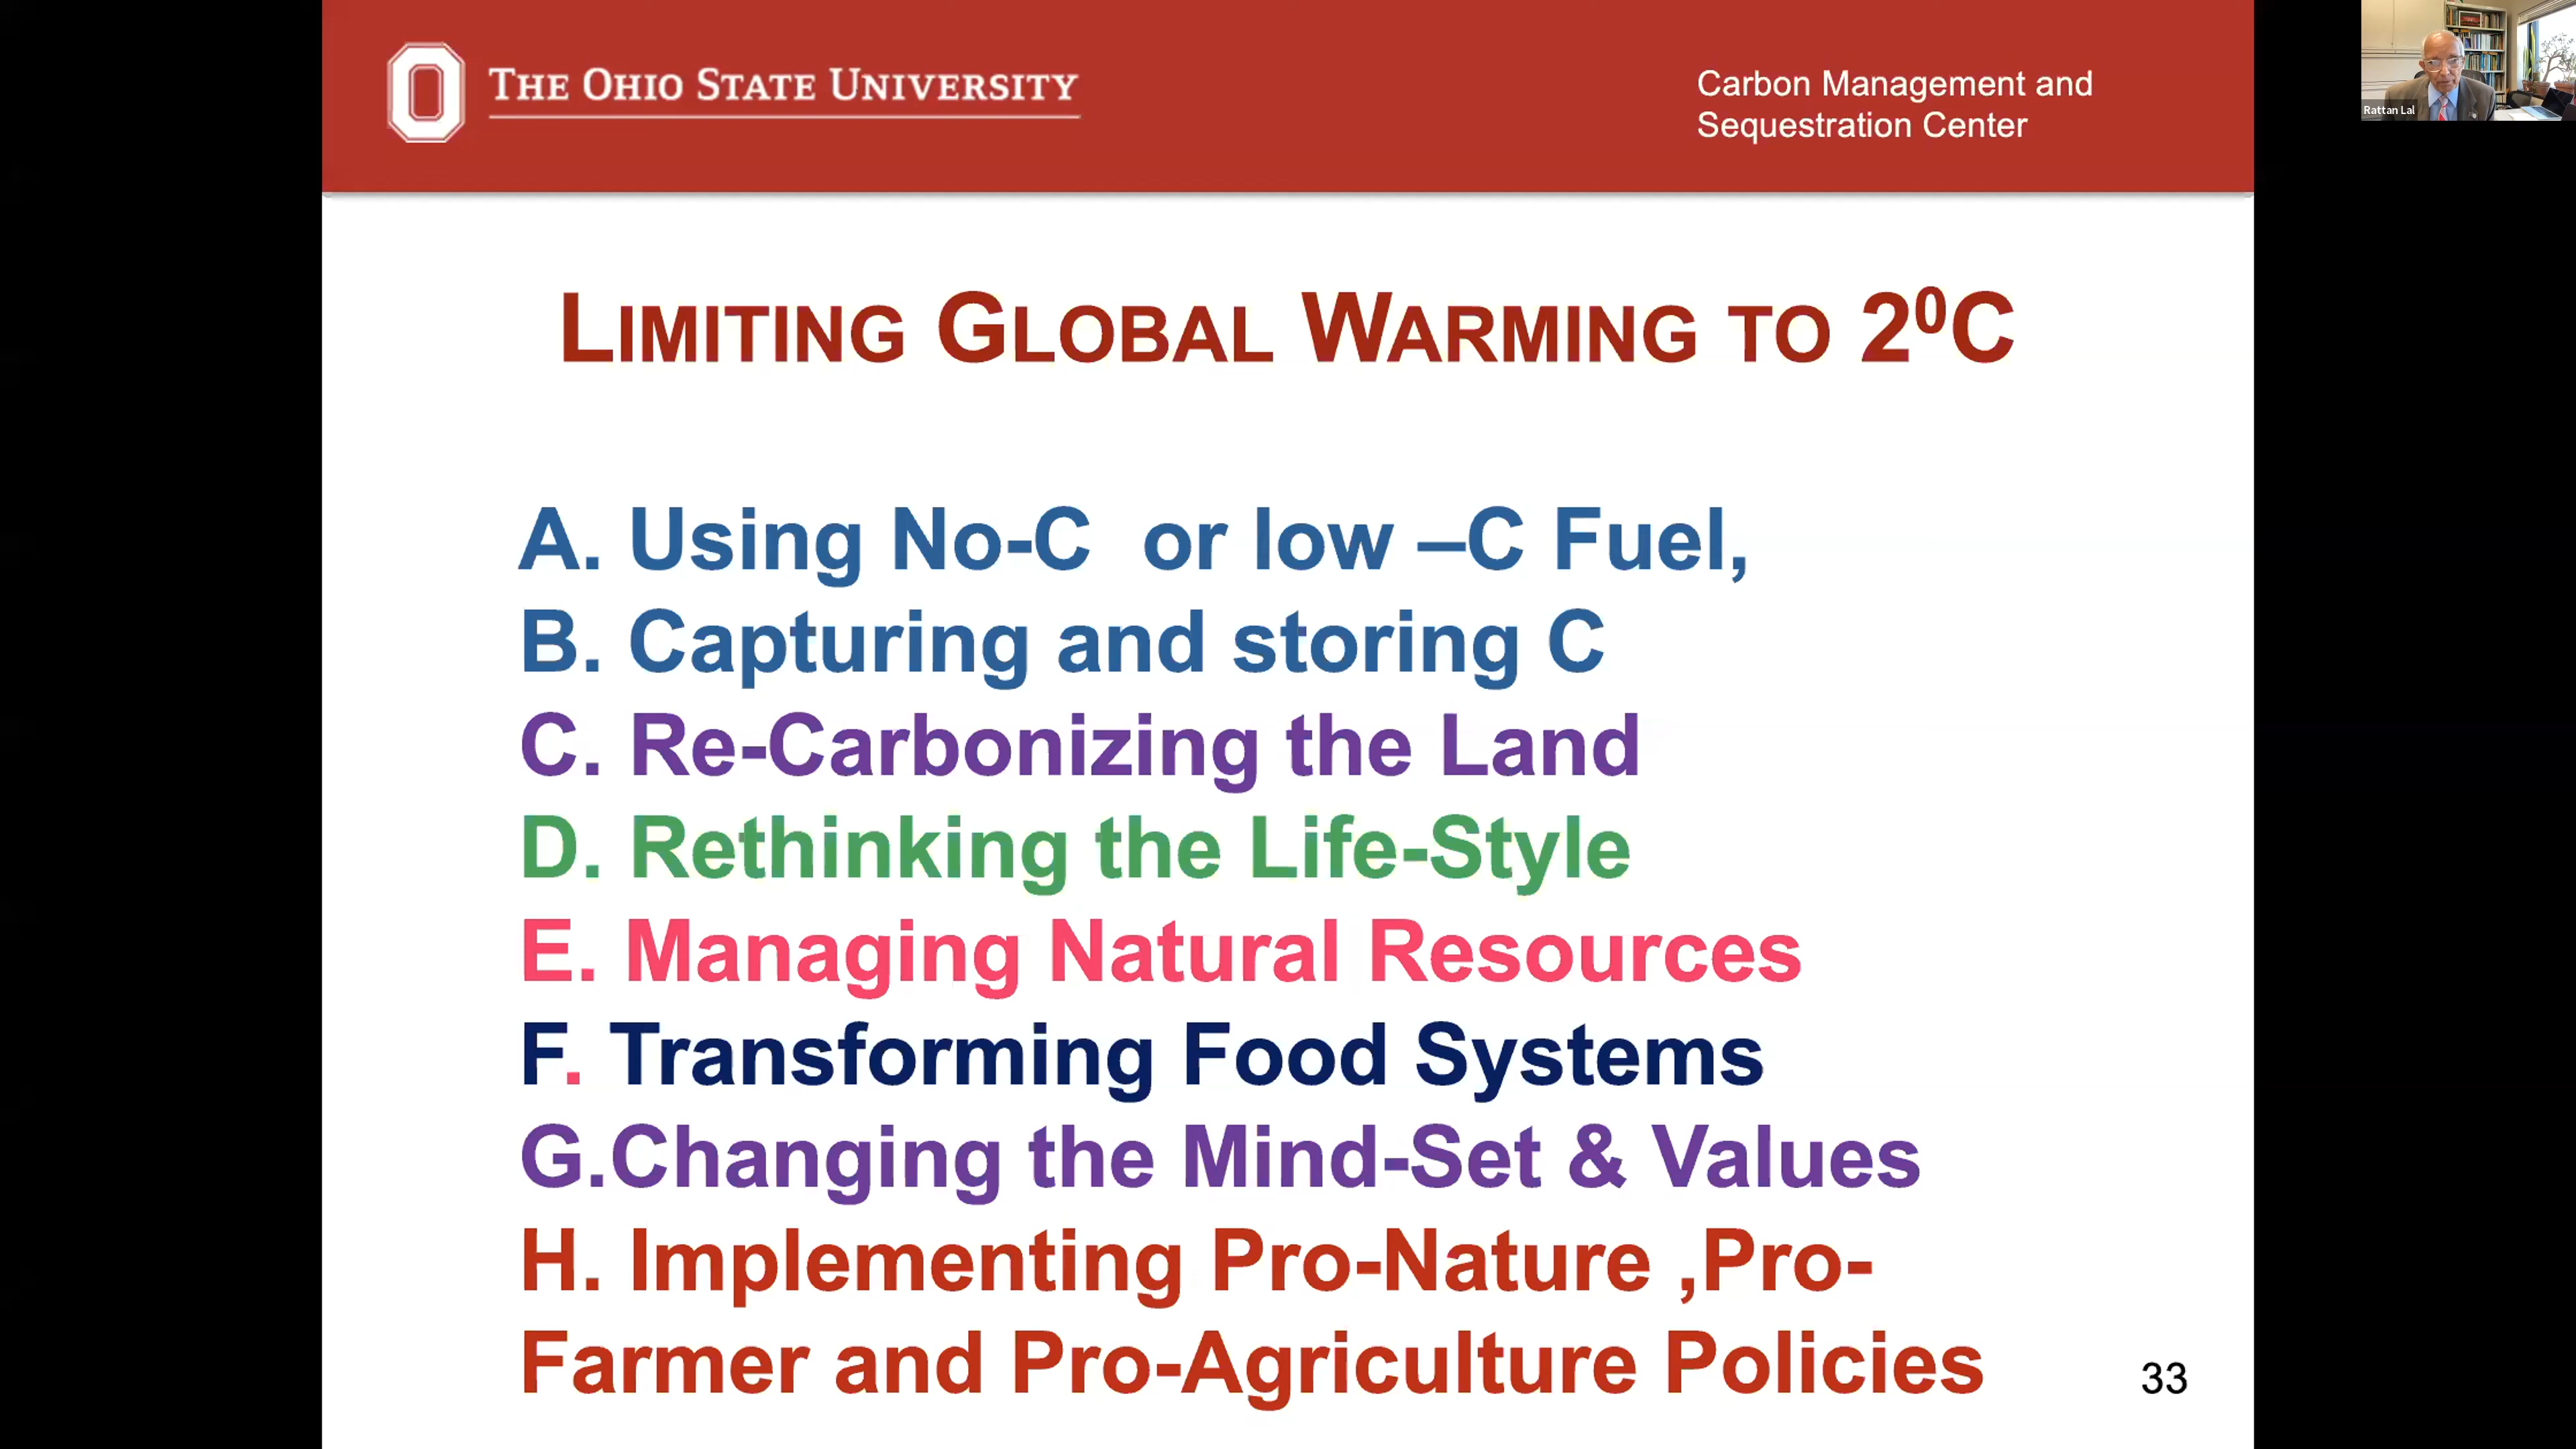 THE OHIO STATE UNIVERSITY
Carbon Management and
Sequestration Center
Rattan Lal
LIMITING GLOBAL WARMING TO 2⁰C
A. Using No-C  or low –C Fuel,
B. Capturing and storing C
C. Re-Carbonizing the Land
D. Rethinking the Life-Style
E. Managing Natural Resources
F. Transforming Food Systems
G.Changing the Mind-Set & Values
H. Implementing Pro-Nature ,Pro-
Farmer and Pro-Agriculture Policies
33